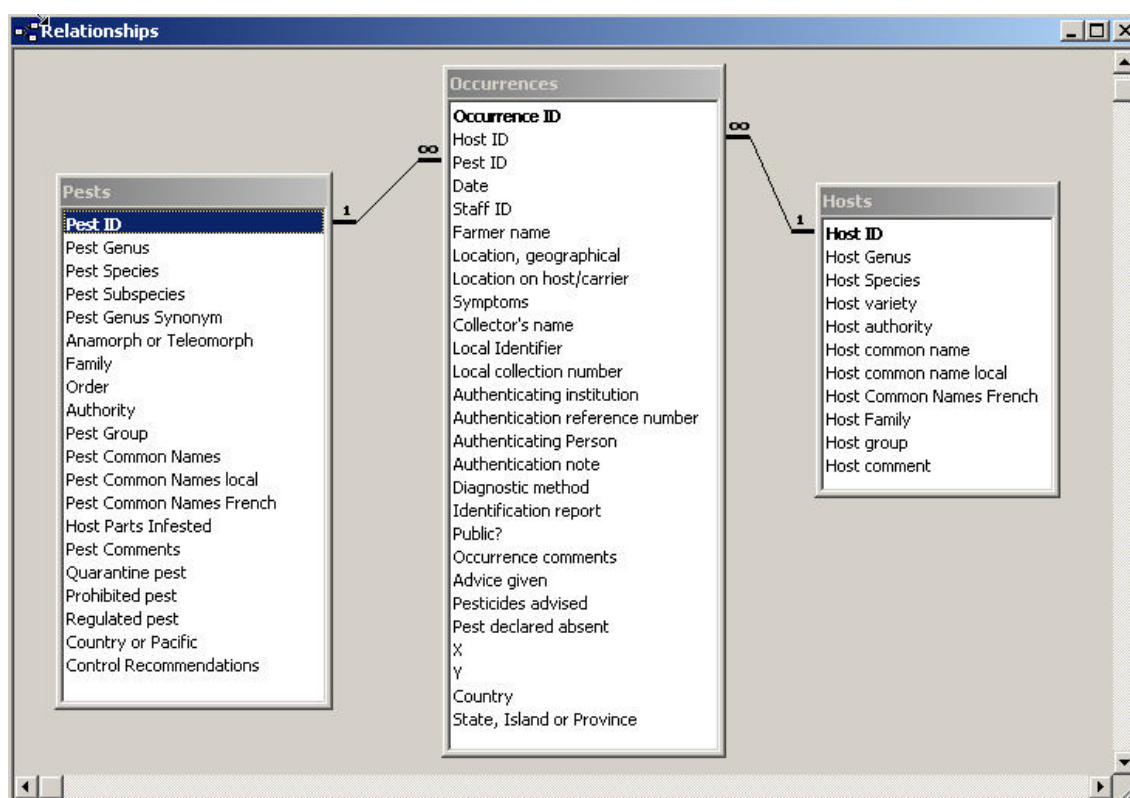 Relationships
Pests
Pest ID
Pest Genus
Pest Species
Pest Subspecies
Pest Genus Synonym
Anamorph or Teleomorph
Family
Order
Authority
Pest Group
Pest Common Names
Pest Common Names local
Pest Common Names French
Host Parts Infested
Pest Comments
Quarantine pest
Prohibited pest
Regulated pest
Country or Pacific
Control Recommendations
1
∞
Occurrences
Occurrence ID
Host ID
Pest ID
Date
Staff ID
Farmer name
Location, geographical
Location on host/carrier
Symptoms
Collector's name
Local Identifier
Local collection number
Authenticating institution
Authentication reference number
Authenticating Person
Authentication note
Diagnostic method
Identification report
Public?
Occurrence comments
Advice given
Pesticides advised
Pest declared absent
X
Y
Country
State, Island or Province
∞
1
Hosts
Host ID
Host Genus
Host Species
Host variety
Host authority
Host common name
Host common name local
Host Common Names French
Host Family
Host group
Host comment